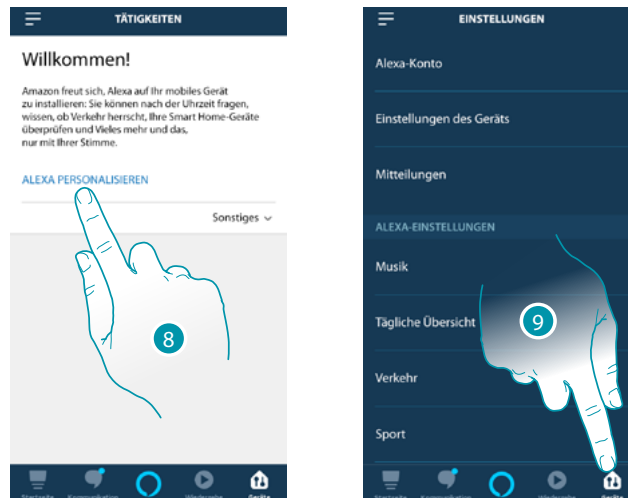 TÄTIGKEITEN
Willkommen!
Amazon freut sich, Alexa auf Ihr mobiles Gerät
zu installieren: Sie können nach der Uhrzeit fragen,
wissen, ob Verkehr herrscht, Ihre Smart Home-Geräte
überprüfen und Vieles mehr und das,
nur mit Ihrer Stimme.
ALEXA PERSONALISIEREN
Sonstiges
8
EINSTELLUNGEN
Alexa-Konto
Einstellungen des Geräts
Mitteilungen
ALEXA-EINSTELLUNGEN
Musik
Tägliche Übersicht
9
Verkehr
Sport